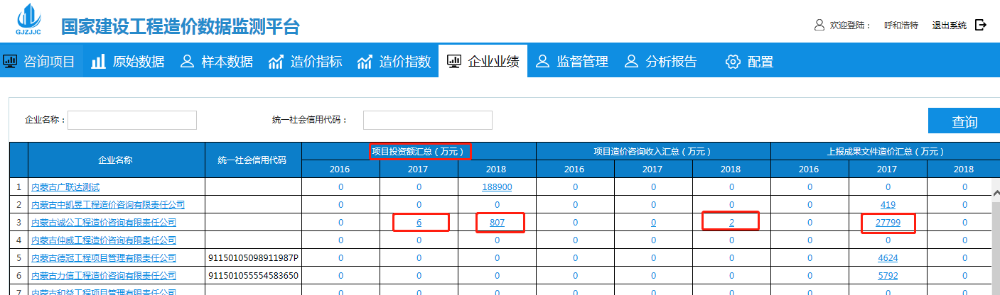 GJZJJC
国家建设工程造价数据监测平台
欢迎登陆： 呼和浩特 退出系统
咨询项目 原始数据 样本数据 造价指标 造价指数 企业业绩 监督管理 分析报告 配置
企业名称： 统一社会信用代码： 查询
企业名称 统一社会信用代码 项目投资额汇总（万元） 项目造价咨询收入汇总（万元） 上报成果文件造价汇总（万元）
2016 2017 2018 2016 2017 2018 2016 2017 2018
1 内蒙古广联达测试 0 0 188900 0 0 0 0 0 0
2 内蒙古中凯昱工程造价咨询有限责任公司 0 0 0 0 0 0 0 419 0
3 内蒙古诚公工程造价咨询有限责任公司 0 6 807 0 0 2 0 27799 0
4 内蒙古仲威工程造价咨询有限责任公司 0 0 0 0 0 0 0 0 0
5 内蒙古德冠工程项目管理有限责任公司 91150105098911987P 0 0 0 0 0 0 0 4624 0
6 内蒙古力信工程造价咨询有限责任公司 911501055554583650 0 0 0 0 0 0 0 5792 0
7 内蒙古和益工程项目管理有限责任公司 0 0 0 0 0 0 0 0 0